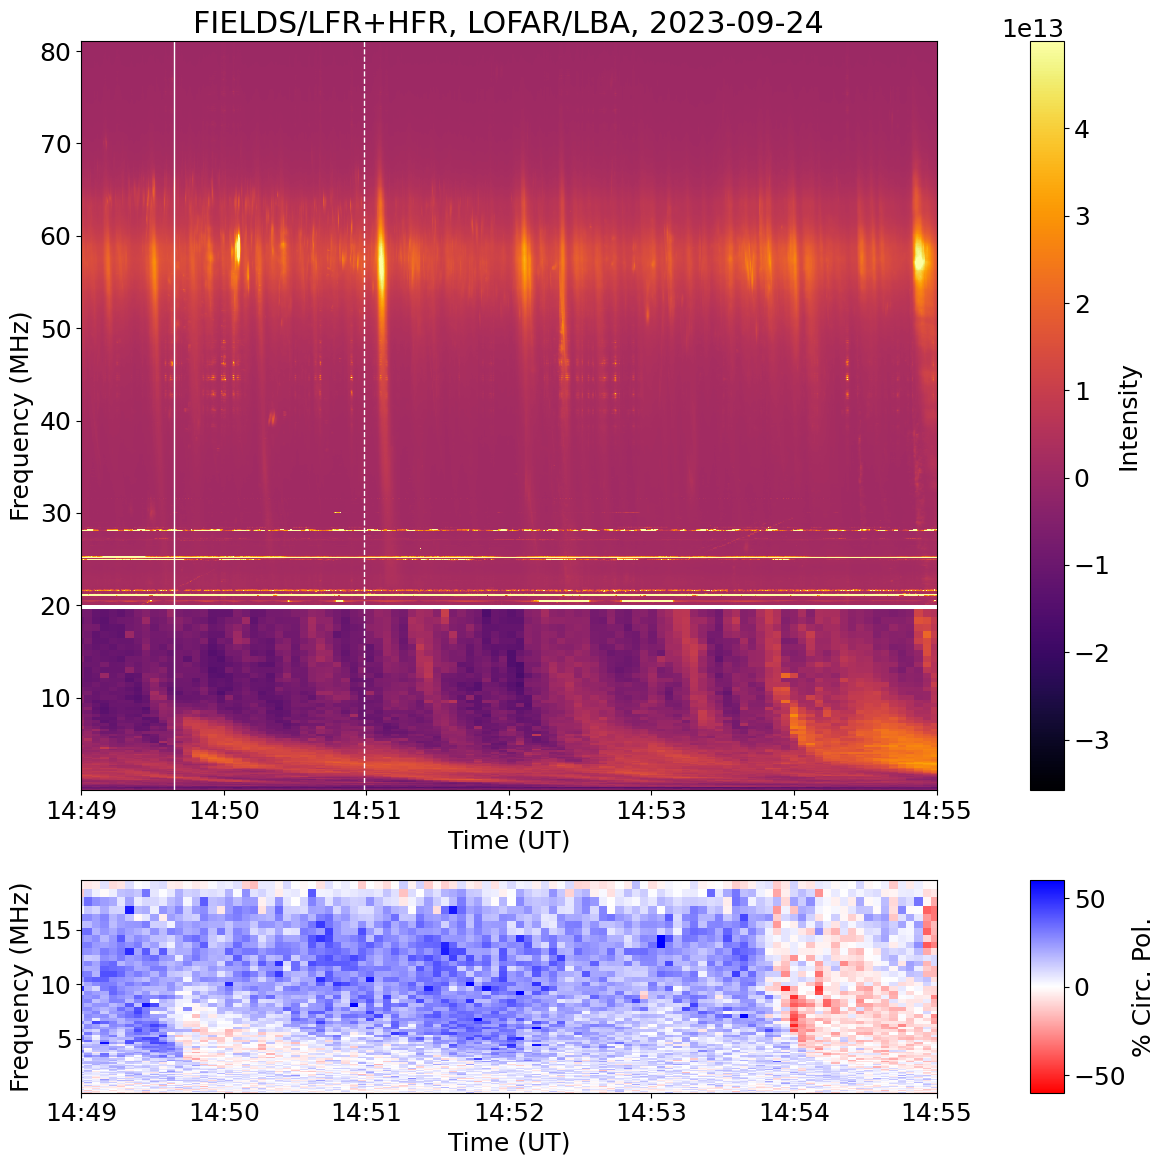 FIELDS/LFR+HFR, LOFAR/LBA, 2023-09-24
1e13
80
70
60
50
40
30
20
10
Frequency (MHz)
14:49 14:50 14:51 14:52 14:53 14:54 14:55
Time (UT)
4
3
2
1
0
−1
−2
−3
Intensity
15
10
5
Frequency (MHz)
14:49 14:50 14:51 14:52 14:53 14:54 14:55
Time (UT)
50
0
−50
% Circ. Pol.